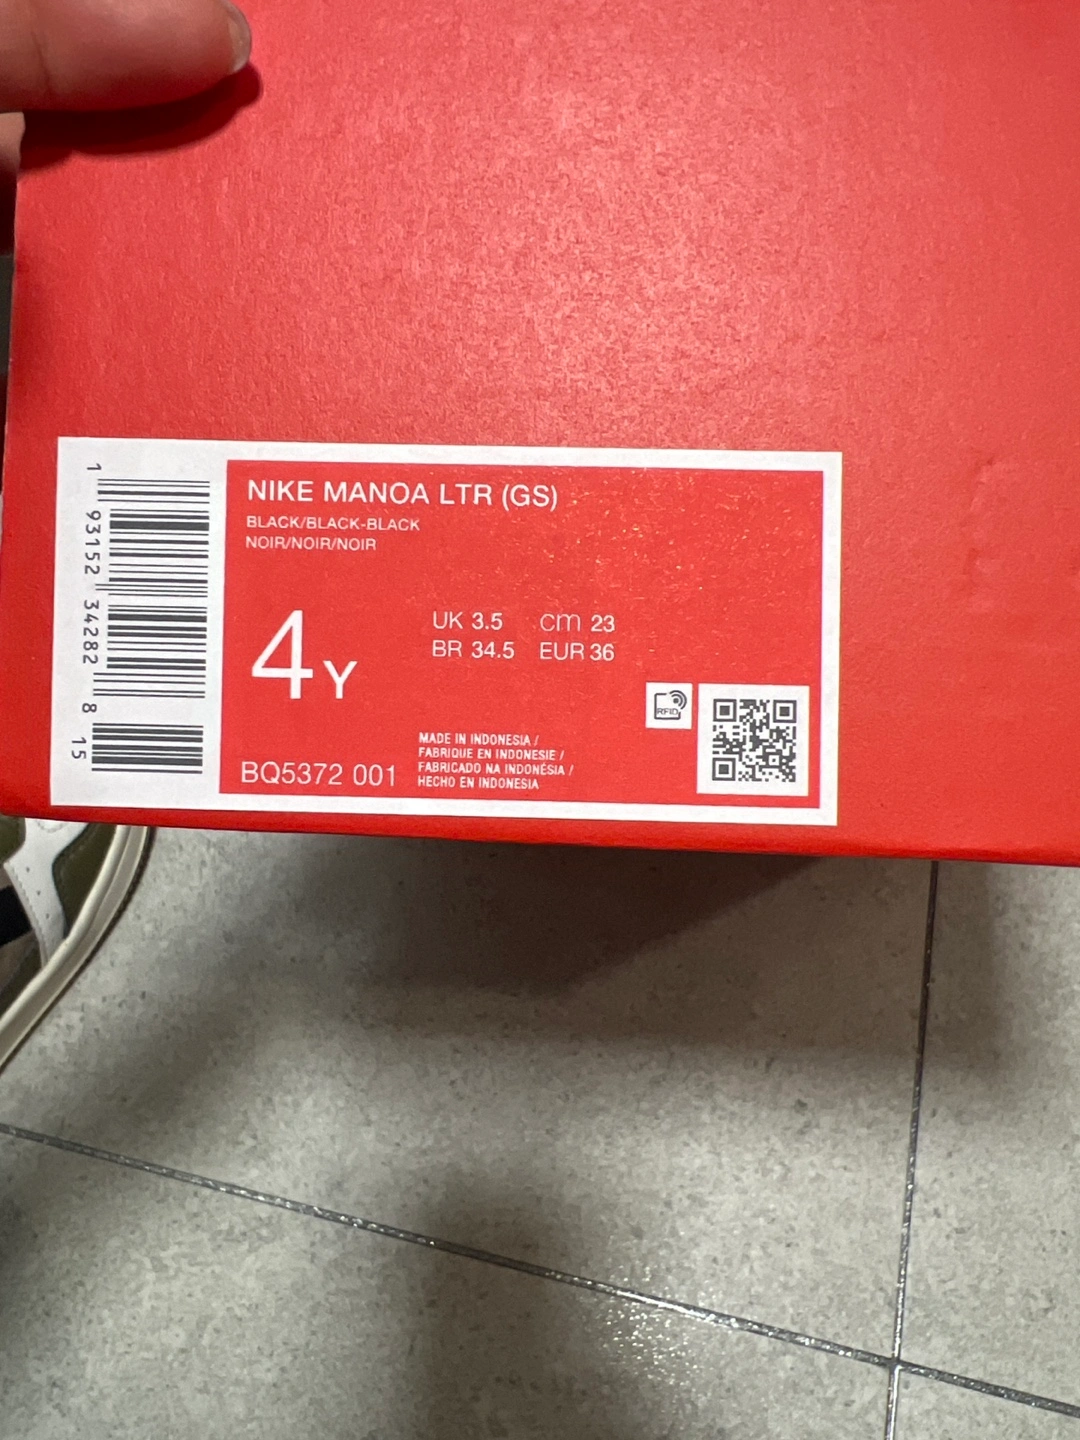 NIKE MANOA LTR (GS)
BLACK/BLACK-BLACK
NOIR/NOIR/NOIR
4Y
UK 3.5 cm 23
BR 34.5 EUR 36
RFID
BQ5372 001
MADE IN INDONESIA /
FABRIQUE EN INDONESIE /
FABRICADO NA INDONÉSIA /
HECHO EN INDONESIA
1 93152 34282 8 15